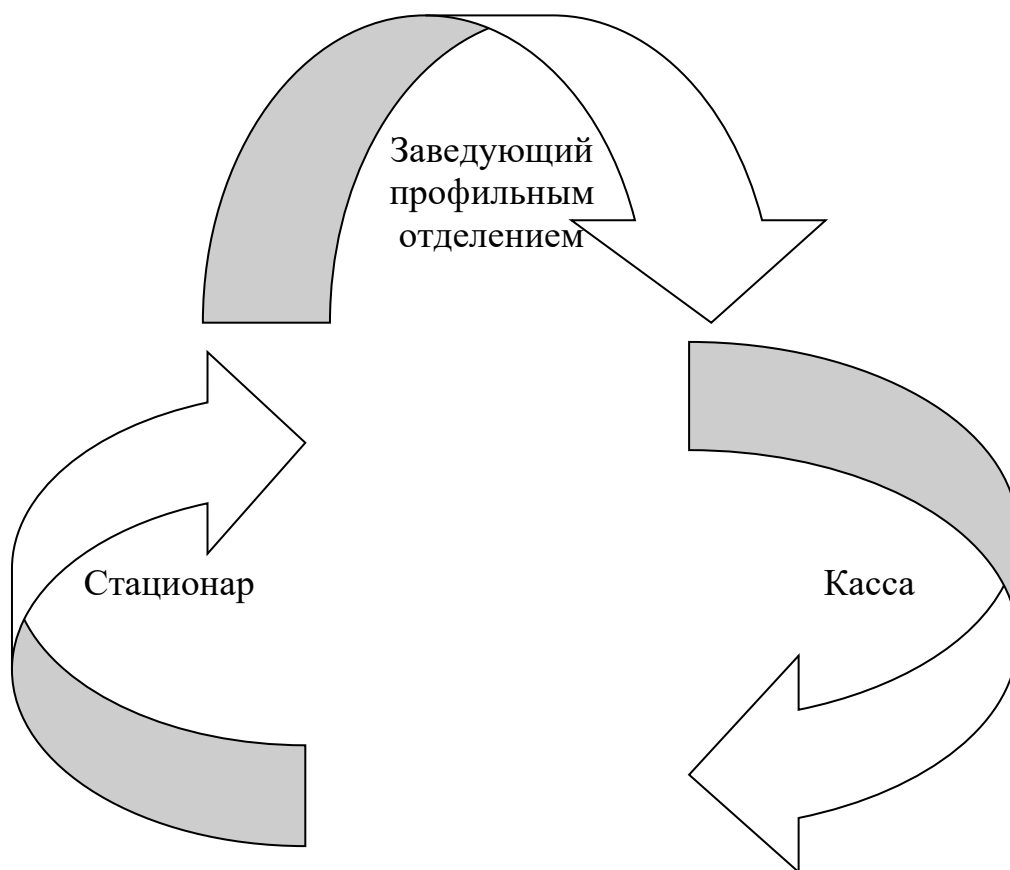 Заведующий
профильным
отделением
Стационар
Касса